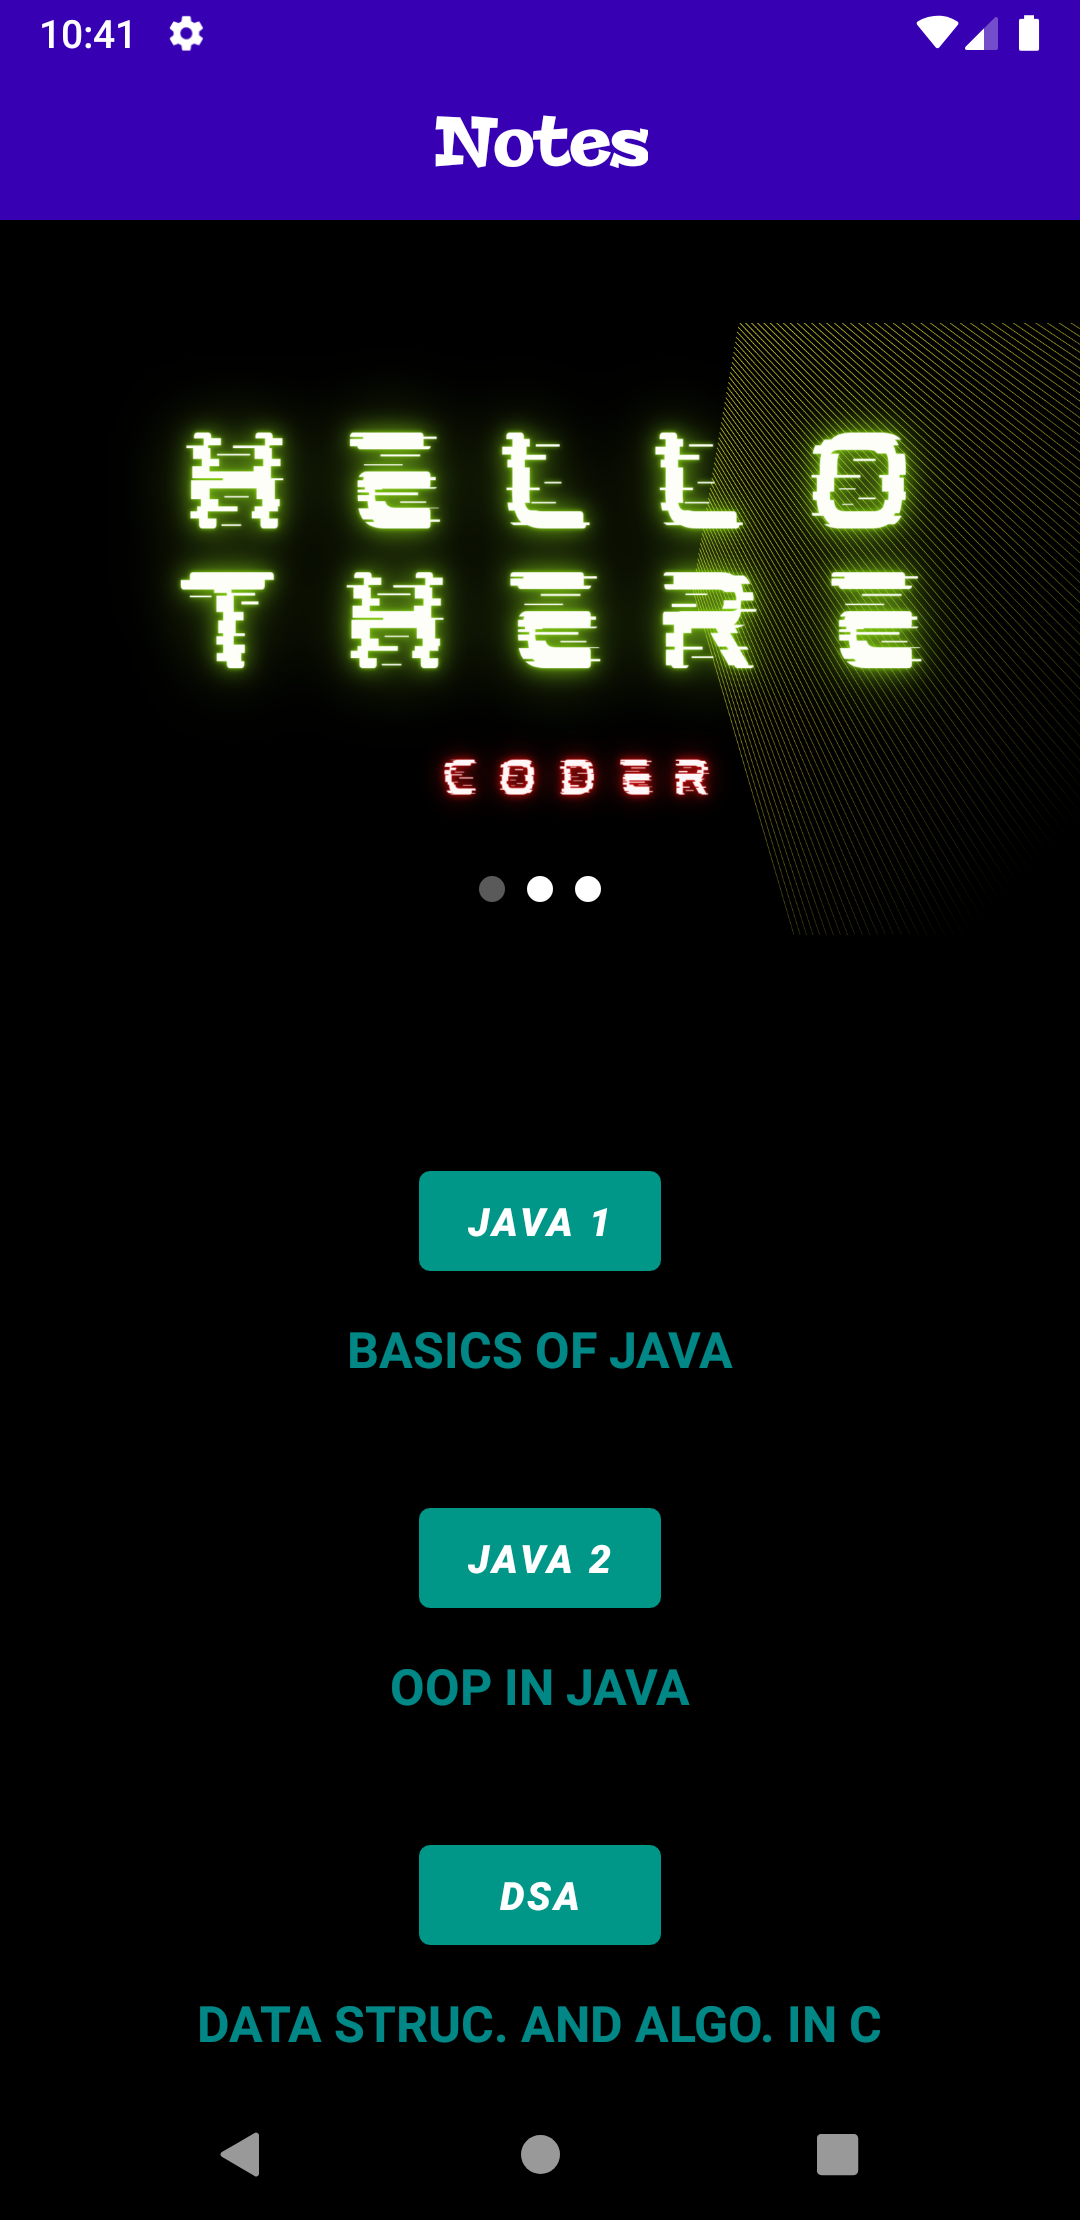 10:41
Notes
HELLO
THERE
CODER
JAVA 1
BASICS OF JAVA
JAVA 2
OOP IN JAVA
DSA
DATA STRUC. AND ALGO. IN C